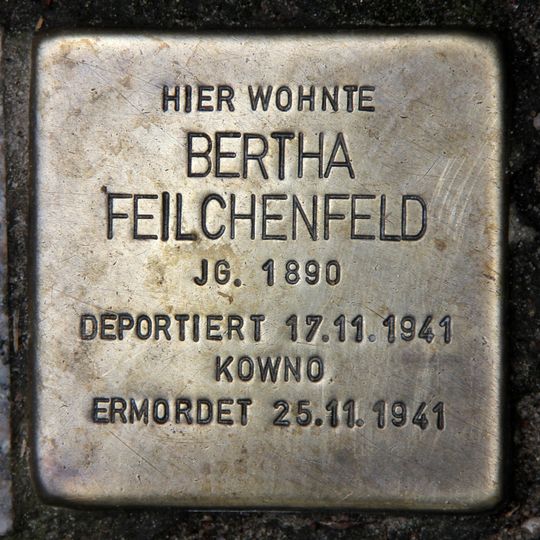 HIER WOHNTE
BERTHA
FEILCHENFELD
JG. 1890
DEPORTIERT 17.11.1941
KOWNO
ERMORDET 25.11.1941